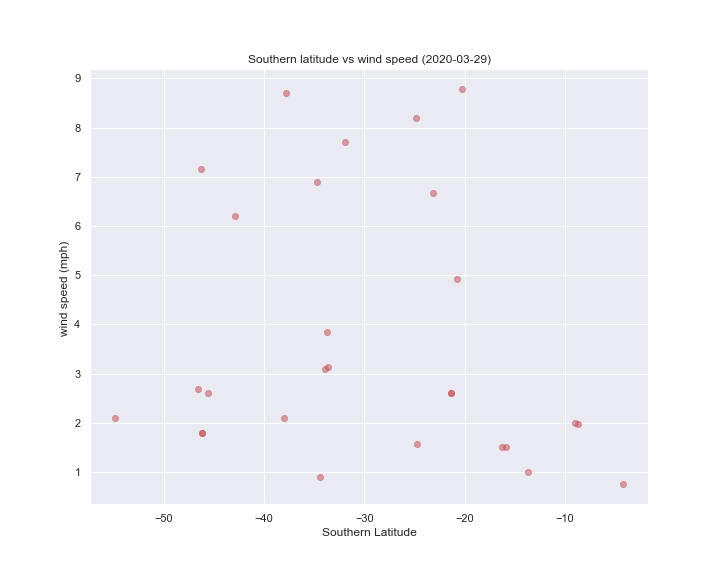 Southern latitude vs wind speed (2020-03-29)
9
8
7
6
5
4
3
2
1
wind speed (mph)
−50 −40 −30 −20 −10
Southern Latitude